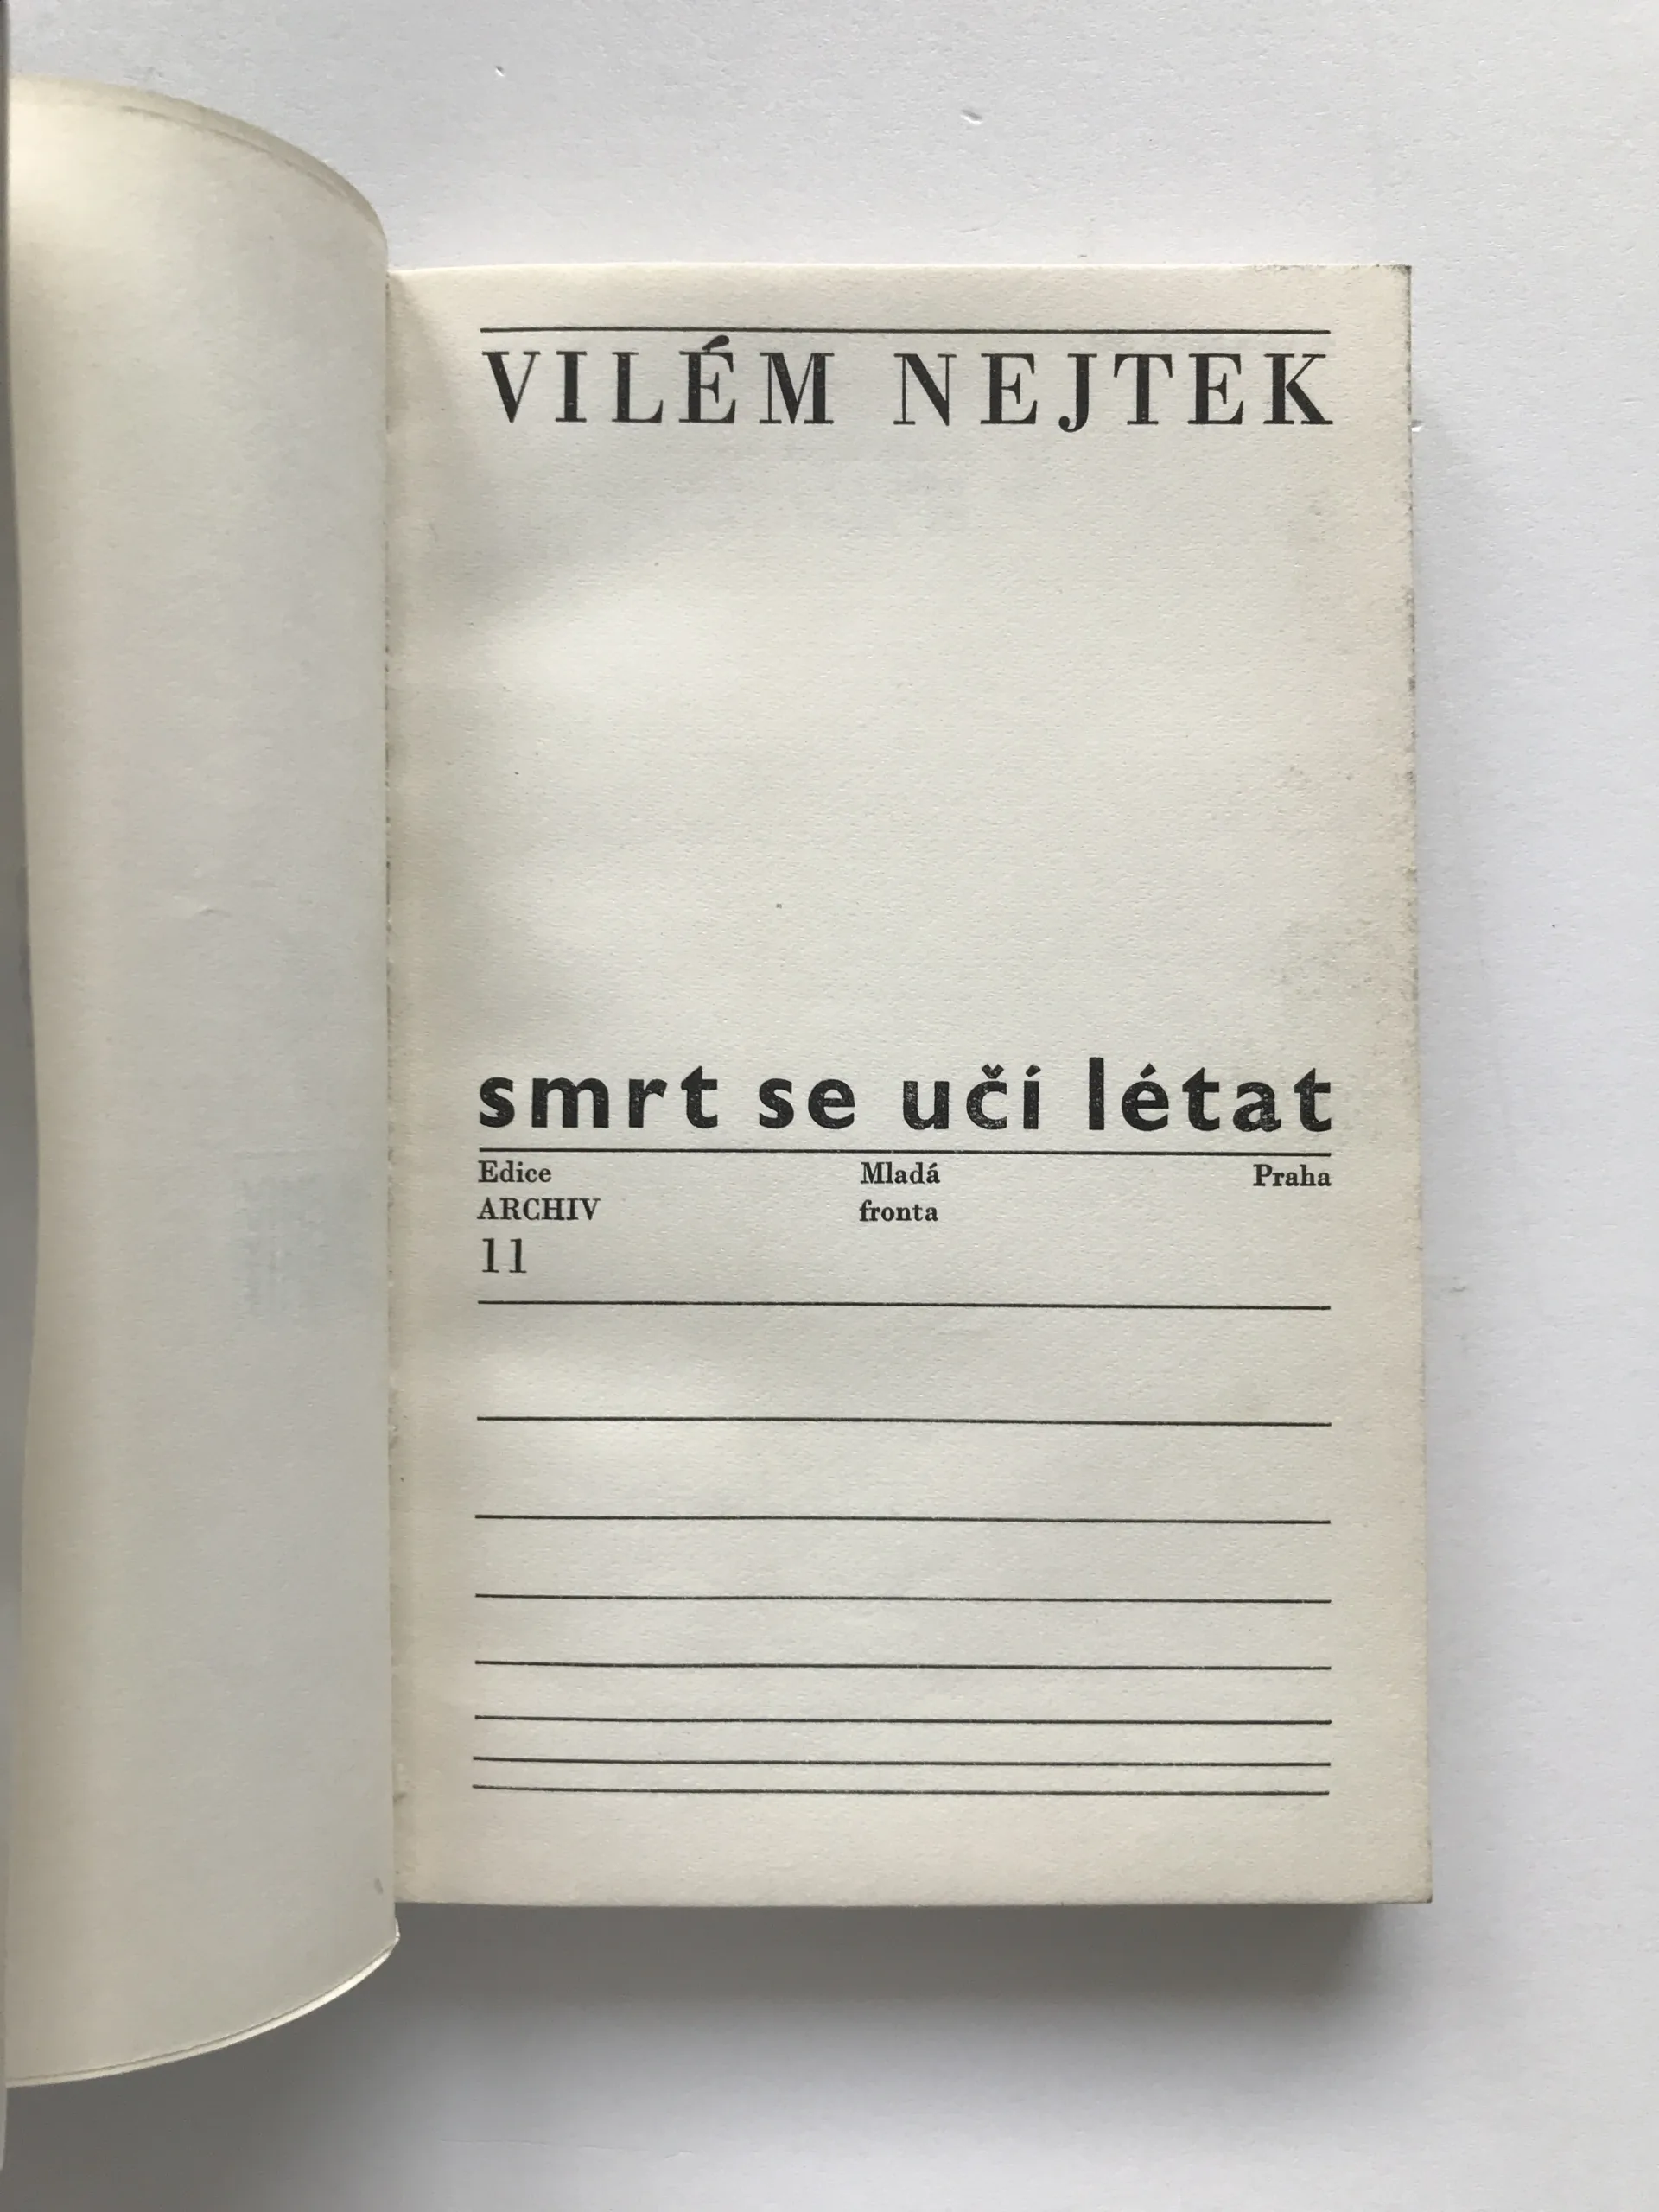 VILÉM NEJTEK
smrt se učí létat
Edice Mladá Praha
ARCHIV fronta
11